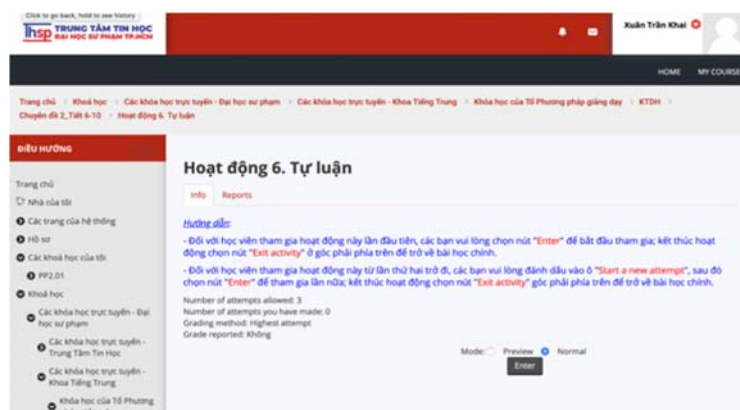 Click to go back, hold to see history
Thsp TRUNG TÂM TIN HỌC
ĐẠI HỌC SƯ PHẠM TP.HCM
Xuân Trần Khai
HOME MY COURSE
Trang chủ Khoá học Các khóa học trực tuyến - Đại học sư phạm Các khóa học trực tuyến - Khoa Tiếng Trung Khóa học của Tổ Phương pháp giảng dạy KTDH
Chuyên đề 2_Tiết 6-10 Hoạt động 6. Tự luận
ĐIỀU HƯỚNG
Trang chủ
Nhà của tôi
Các trang của hệ thống
Hồ sơ
Các khoá học của tôi
PP2.01
Khoá học
Các khóa học trực tuyến - Đại
học sư phạm
Các khóa học trực tuyến -
Trung Tâm Tin Học
Các khóa học trực tuyến -
Khoa Tiếng Trung
Khóa học của Tổ Phương
Hoạt động 6. Tự luận
Info Reports
Hướng dẫn:
- Đối với học viên tham gia hoạt động này lần đầu tiên, các bạn vui lòng chọn nút "Enter" để bắt đầu tham gia; kết thúc hoạt
động chọn nút "Exit activity" ở góc phải phía trên để trở về bài học chính.
- Đối với học viên tham gia hoạt động này từ lần thứ hai trở đi, các bạn vui lòng đánh dấu vào ô "Start a new attempt", sau đó
chọn nút "Enter" để tham gia lần nữa; kết thúc hoạt động chọn nút "Exit activity" góc phải phía trên để trở về bài học chính.
Number of attempts allowed: 3
Number of attempts you have made: 0
Grading method: Highest attempt
Grade reported: Không
Mode: Preview Normal
Enter